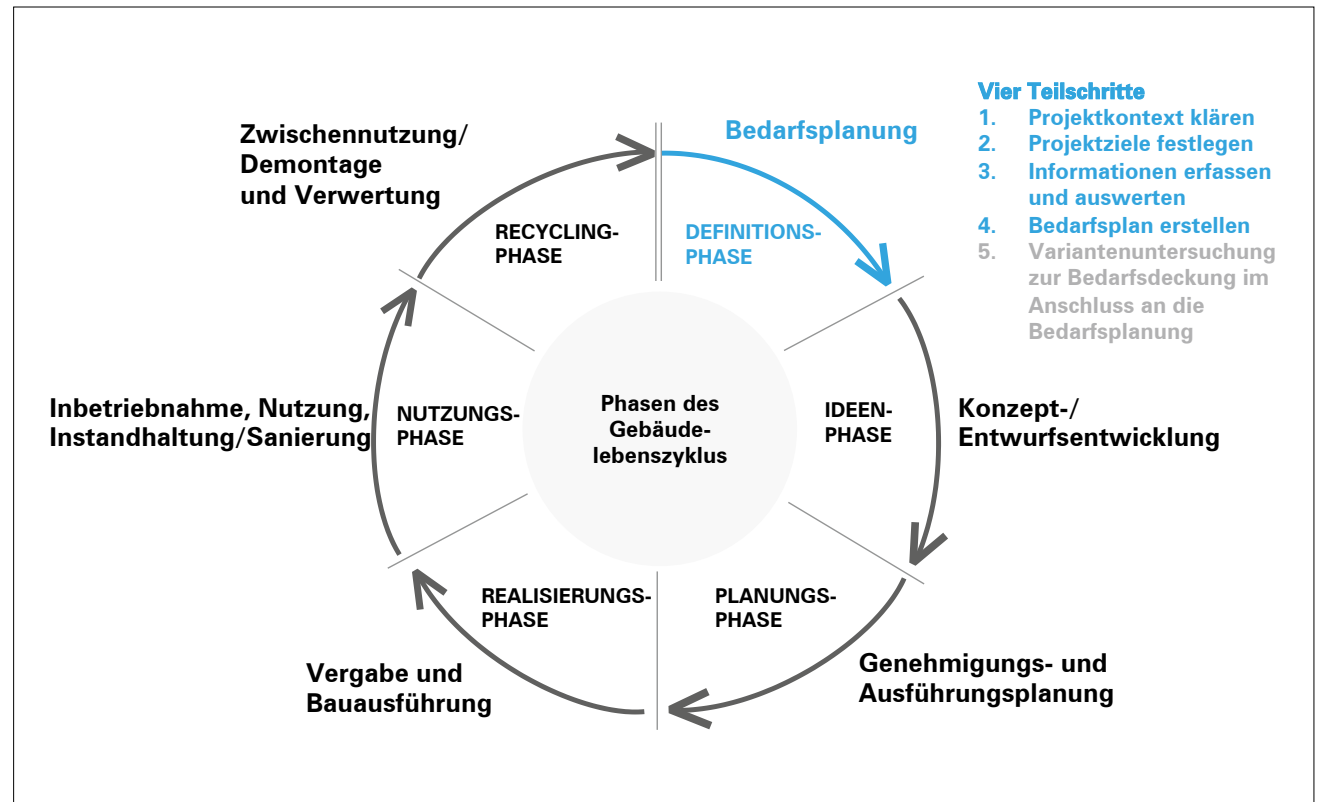 Vier Teilschritte
1. Projektkontext klären
2. Projektziele festlegen
3. Informationen erfassen
und auswerten
4. Bedarfsplan erstellen
5. Variantenuntersuchung
zur Bedarfsdeckung im
Anschluss an die
Bedarfsplanung
Bedarfsplanung
DEFINITIONS-
PHASE
Zwischennutzung/
Demontage
und Verwertung
RECYCLING-
PHASE
Inbetriebnahme, Nutzung,
Instandhaltung/Sanierung
NUTZUNGS-
PHASE
Phasen des
Gebäude-
lebenszyklus
IDEEN-
PHASE
Konzept-/
Entwurfsentwicklung
REALISIERUNGS-
PHASE
PLANUNGS-
PHASE
Vergabe und
Bauausführung
Genehmigungs- und
Ausführungsplanung